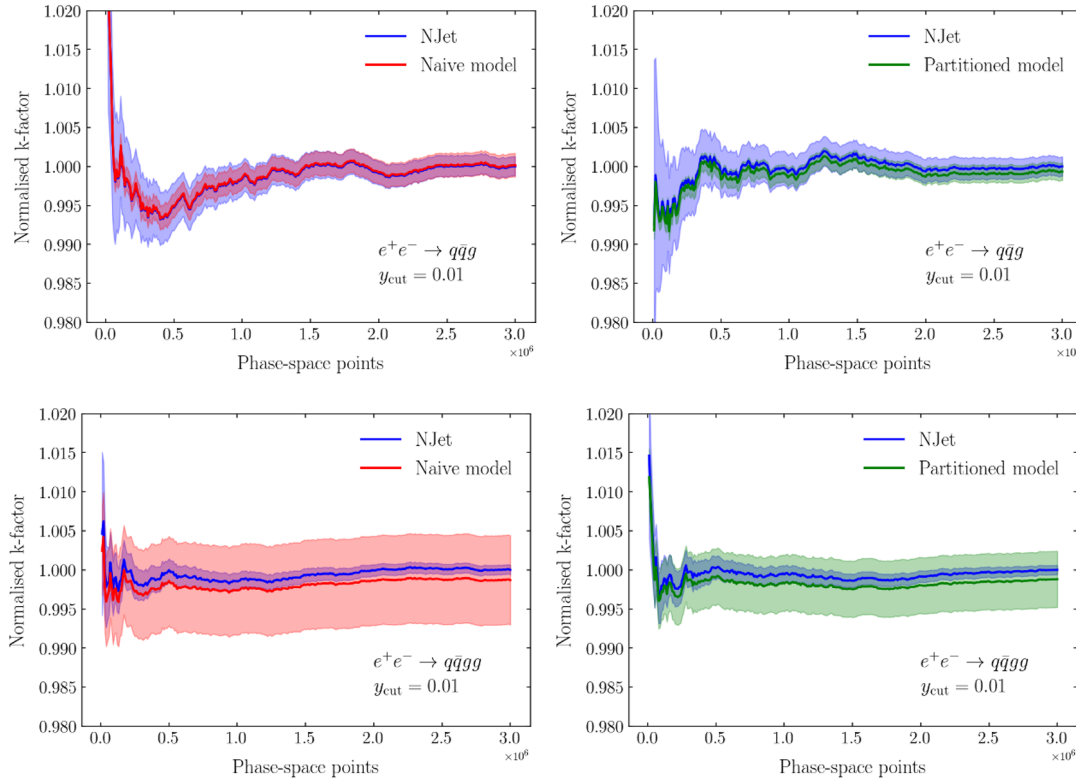 1.020
1.015
1.010
1.005
1.000
0.995
0.990
0.985
0.980
Normalised k-factor
NJet
Naive model
e⁺e⁻ → qq̄g
y_cut = 0.01
0.0 0.5 1.0 1.5 2.0 2.5 3.0
×10⁶
Phase-space points
1.020
1.015
1.010
1.005
1.000
0.995
0.990
0.985
0.980
Normalised k-factor
NJet
Partitioned model
e⁺e⁻ → qq̄g
y_cut = 0.01
0.0 0.5 1.0 1.5 2.0 2.5 3.0
×10
Phase-space points
1.020
1.015
1.010
1.005
1.000
0.995
0.990
0.985
0.980
Normalised k-factor
NJet
Naive model
e⁺e⁻ → qq̄gg
y_cut = 0.01
0.0 0.5 1.0 1.5 2.0 2.5 3.0
×10⁶
Phase-space points
1.020
1.015
1.010
1.005
1.000
0.995
0.990
0.985
0.980
Normalised k-factor
NJet
Partitioned model
e⁺e⁻ → qq̄gg
y_cut = 0.01
0.0 0.5 1.0 1.5 2.0 2.5 3.0
×10⁶
Phase-space points